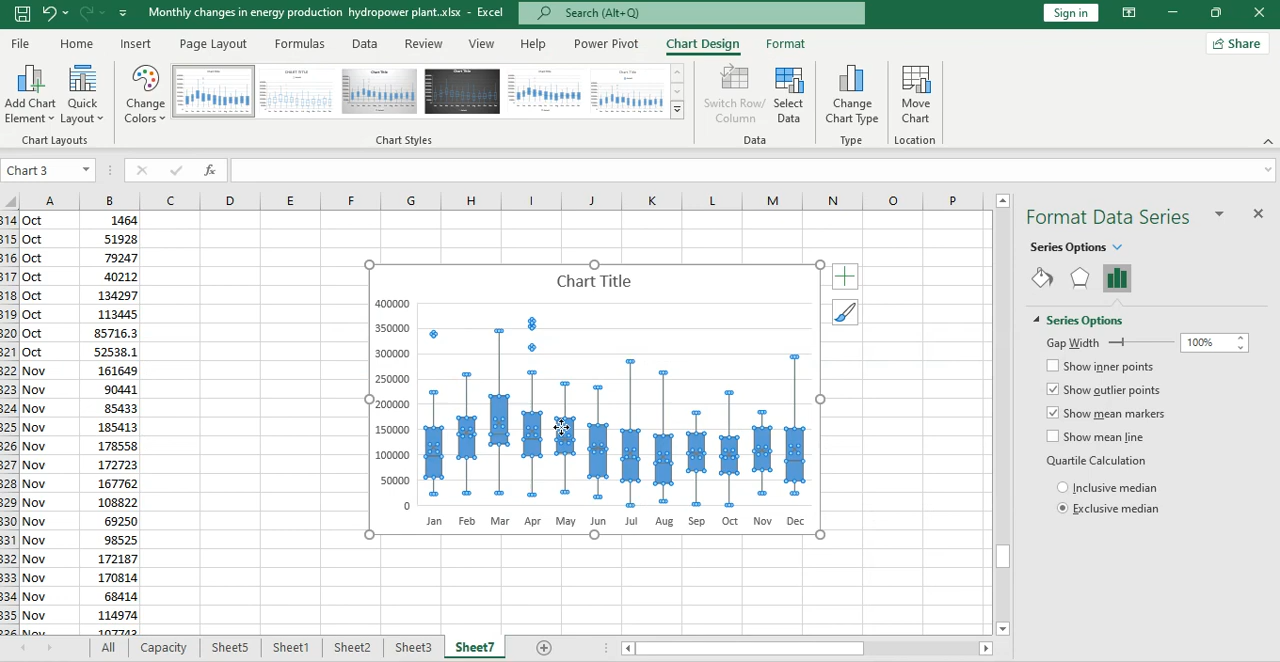 Monthly changes in energy production hydropower plant..xlsx - Excel
Search (Alt+Q)
Sign in
File Home Insert Page Layout Formulas Data Review View Help Power Pivot Chart Design Format
Share
Add Chart Element
Quick Layout
Change Colors
Switch Row/ Column
Select Data
Change Chart Type
Move Chart
Chart Layouts
Chart Styles
Data
Type
Location
Chart 3
fx
A B C D E F G H I J K L M N O P
314 Oct 1464
315 Oct 51928
316 Oct 79247
317 Oct 40212
318 Oct 134297
319 Oct 113445
320 Oct 85716.3
321 Oct 52538.1
322 Nov 161649
323 Nov 90441
324 Nov 85433
325 Nov 185413
326 Nov 178558
327 Nov 172723
328 Nov 167762
329 Nov 108822
330 Nov 69250
331 Nov 98525
332 Nov 172187
333 Nov 170814
334 Nov 68414
335 Nov 114974
336 Nov 107743
Chart Title
400000
350000
300000
250000
200000
150000
100000
50000
0
Jan Feb Mar Apr May Jun Jul Aug Sep Oct Nov Dec
Format Data Series
Series Options
Series Options
Gap Width 100%
Show inner points
Show outlier points
Show mean markers
Show mean line
Quartile Calculation
Inclusive median
Exclusive median
All Capacity Sheet5 Sheet1 Sheet2 Sheet3 Sheet7